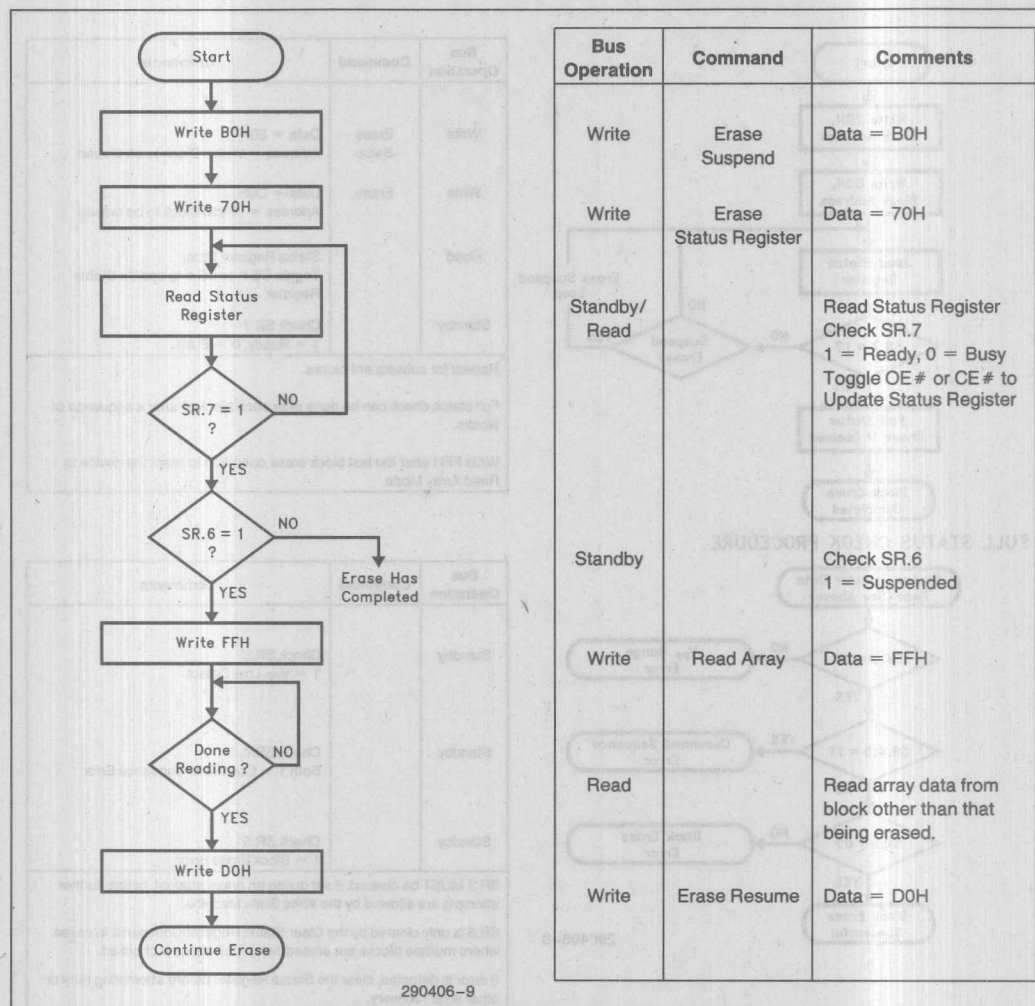 Start
Write B0H
Write 70H
Read Status
Register
SR.7 = 1
?
NO
YES
SR.6 = 1
?
NO
Erase Has
Completed
YES
Write FFH
Done
Reading ?
NO
YES
Write D0H
Continue Erase
290406-9
Bus
Operation
Command
Comments
Write
Erase
Suspend
Data = B0H
Write
Erase
Status Register
Data = 70H
Standby/
Read
Read Status Register
Check SR.7
1 = Ready, 0 = Busy
Toggle OE# or CE# to
Update Status Register
Standby
Check SR.6
1 = Suspended
Write
Read Array
Data = FFH
Read
Read array data from
block other than that
being erased.
Write
Erase Resume
Data = D0H